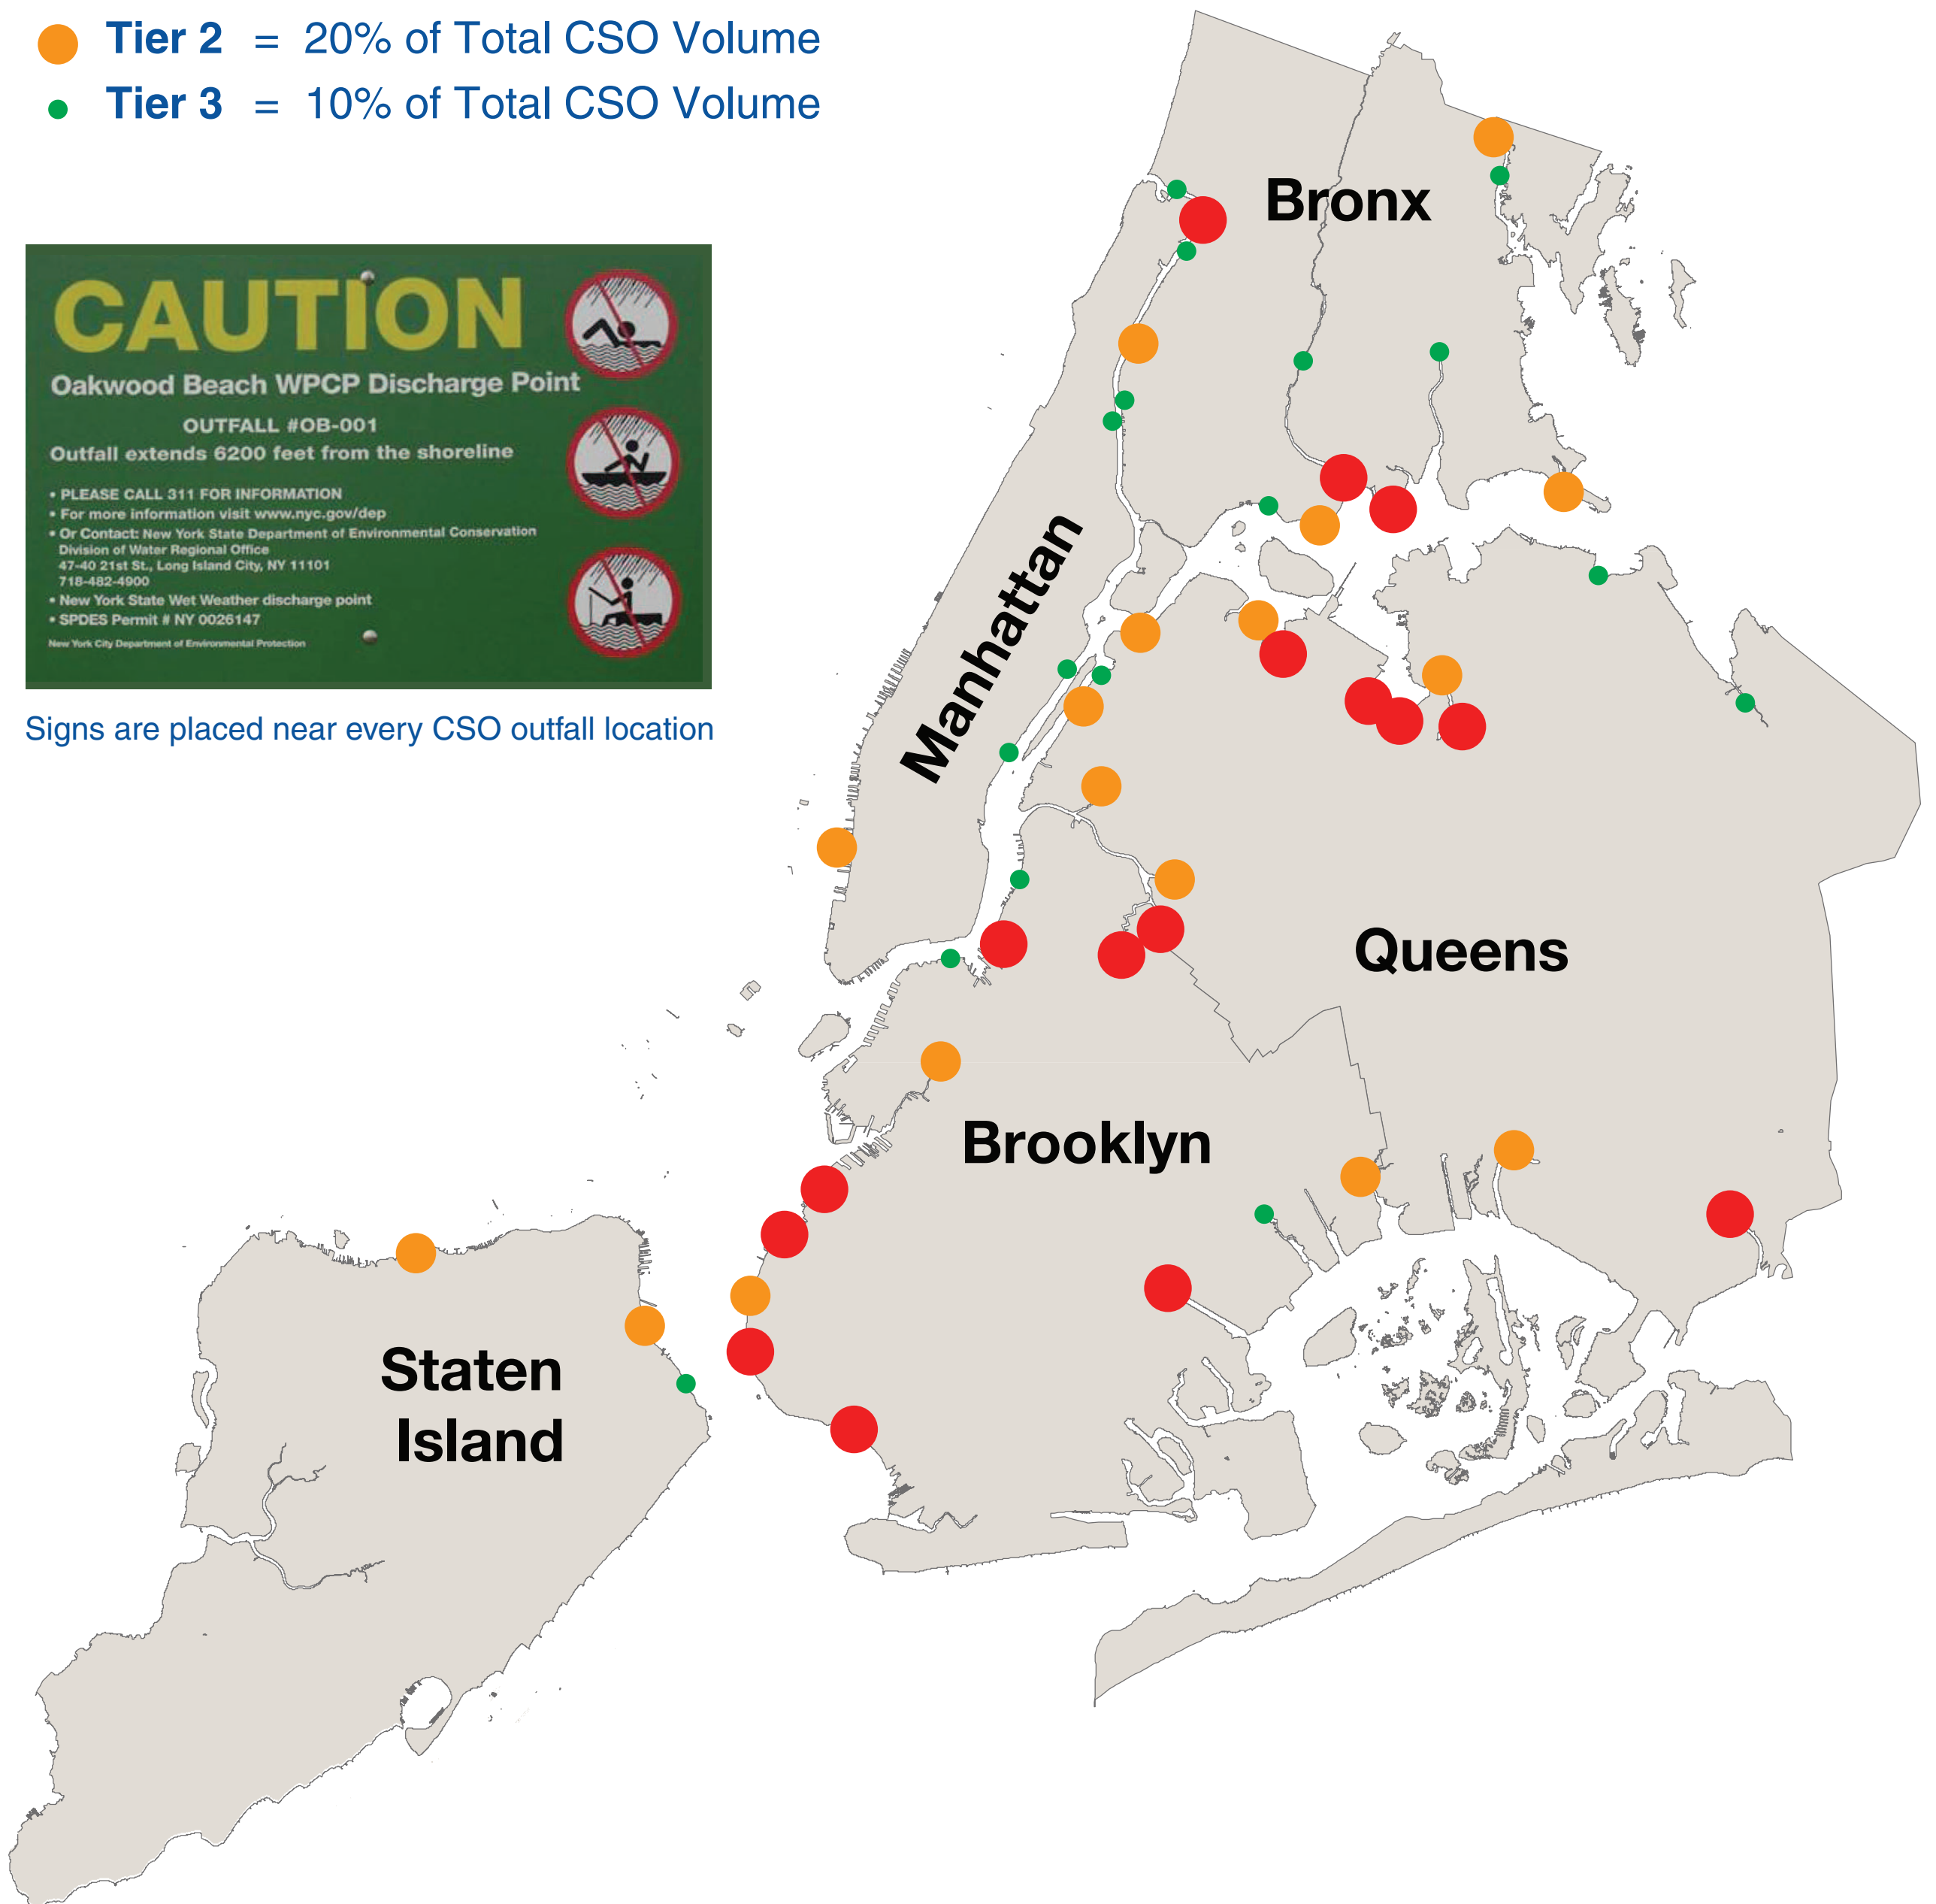 Tier 2 = 20% of Total CSO Volume
Tier 3 = 10% of Total CSO Volume
CAUTION
Oakwood Beach WPCP Discharge Point
OUTFALL #OB-001
Outfall extends 6200 feet from the shoreline
• PLEASE CALL 311 FOR INFORMATION
• For more information visit www.nyc.gov/dep
• Or Contact: New York State Department of Environmental Conservation
Division of Water Regional Office
47-40 21st St., Long Island City, NY 11101
718-482-4900
• New York State Wet Weather discharge point
• SPDES Permit # NY 0026147
New York City Department of Environmental Protection
Signs are placed near every CSO outfall location
Bronx
Manhattan
Queens
Brooklyn
Staten
Island